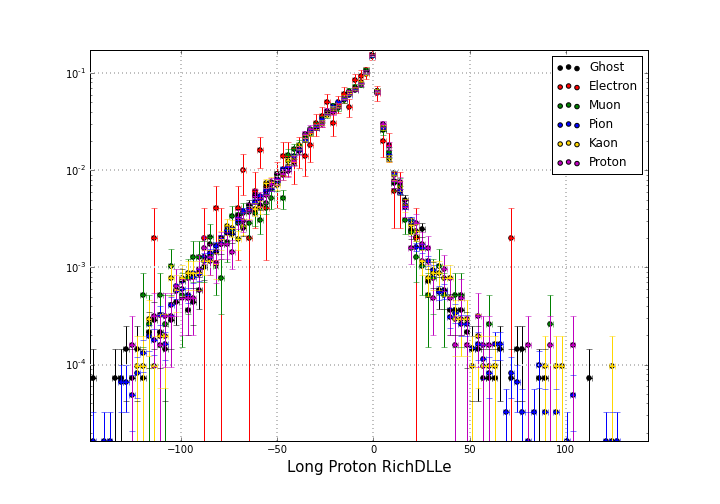 10⁻¹
10⁻²
10⁻³
10⁻⁴
Ghost
Electron
Muon
Pion
Kaon
Proton
−100 −50 0 50 100
Long Proton RichDLLe